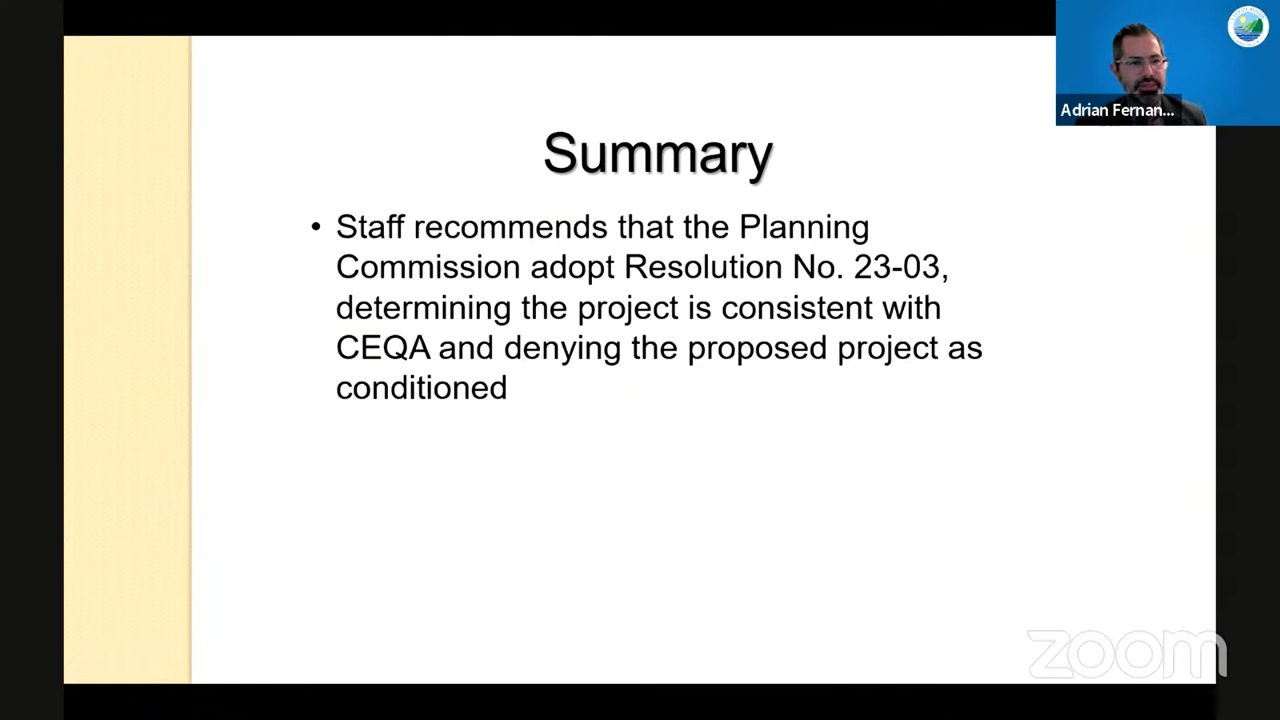 Adrian Fernan...
Summary
• Staff recommends that the Planning
Commission adopt Resolution No. 23-03,
determining the project is consistent with
CEQA and denying the proposed project as
conditioned
zoom